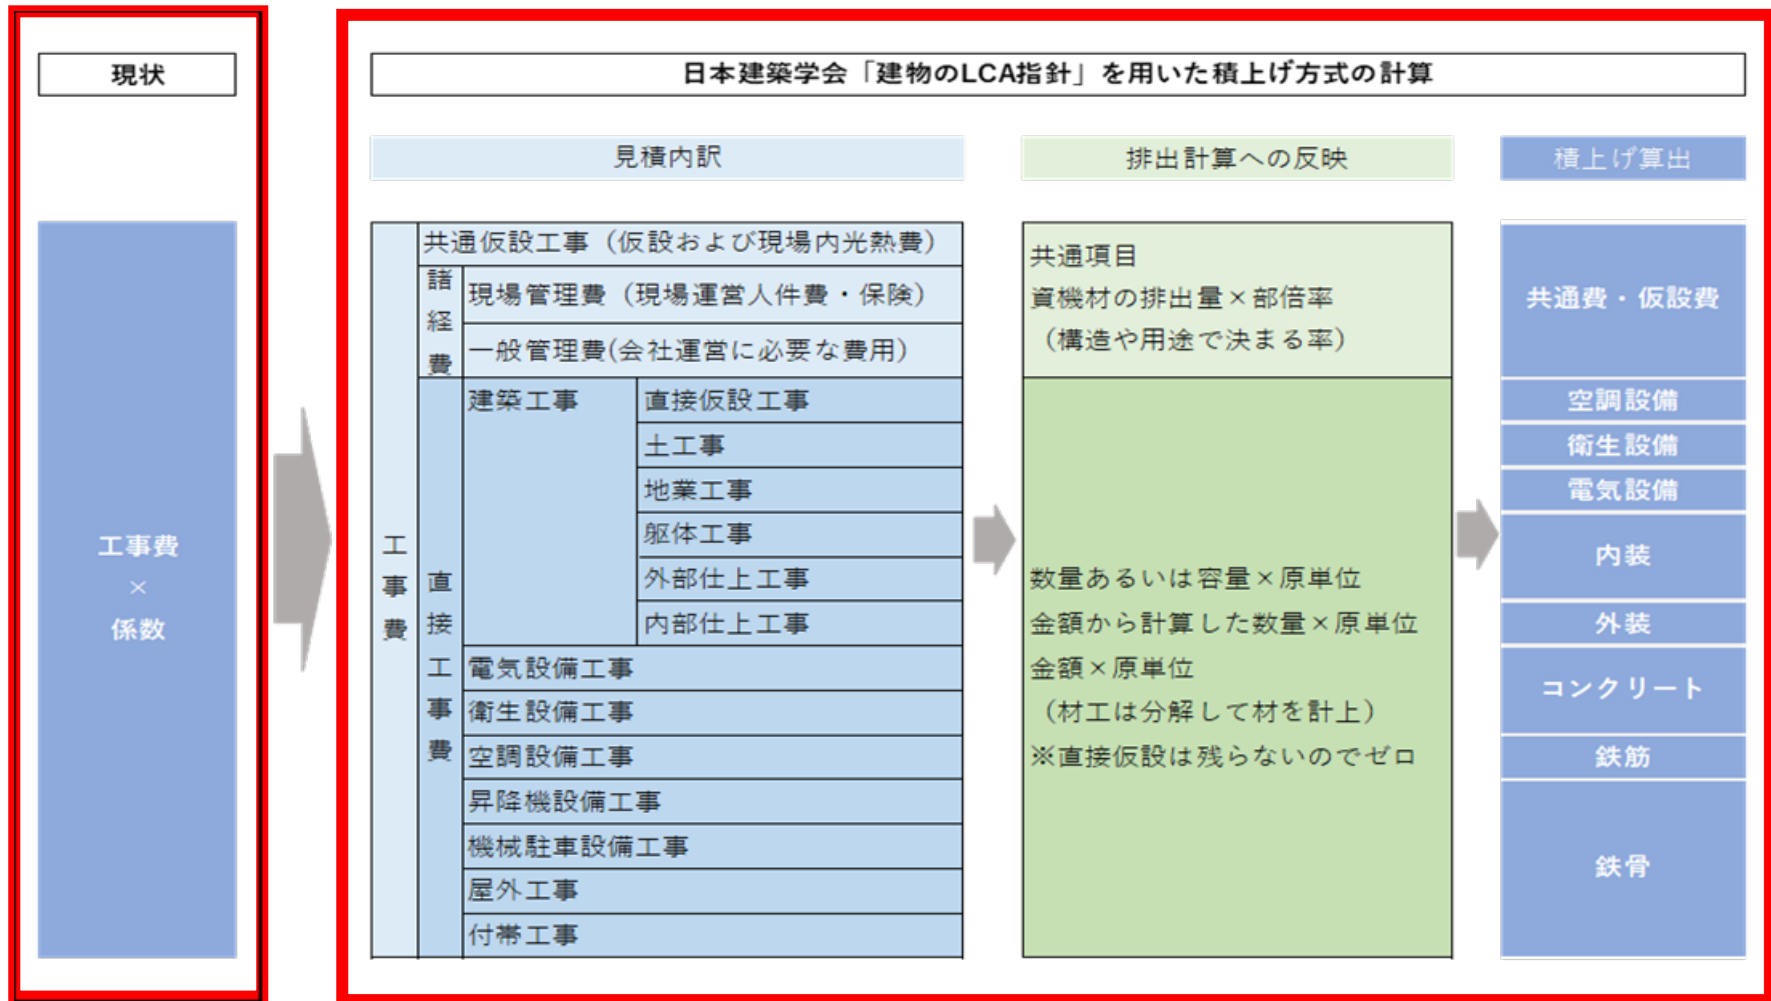 現状
日本建築学会「建物のLCA指針」を用いた積上げ方式の計算
見積内訳
排出計算への反映
積上げ算出
工事費
×
係数
工事費
共通仮設工事（仮設および現場内光熱費）
諸経費
現場管理費（現場運営人件費・保険）
一般管理費(会社運営に必要な費用)
直接工事費
建築工事
直接仮設工事
土工事
地業工事
躯体工事
外部仕上工事
内部仕上工事
電気設備工事
衛生設備工事
空調設備工事
昇降機設備工事
機械駐車設備工事
屋外工事
付帯工事
共通項目
資機材の排出量×部倍率
（構造や用途で決まる率）
数量あるいは容量×原単位
金額から計算した数量×原単位
金額×原単位
（材工は分解して材を計上）
※直接仮設は残らないのでゼロ
共通費・仮設費
空調設備
衛生設備
電気設備
内装
外装
コンクリート
鉄筋
鉄骨